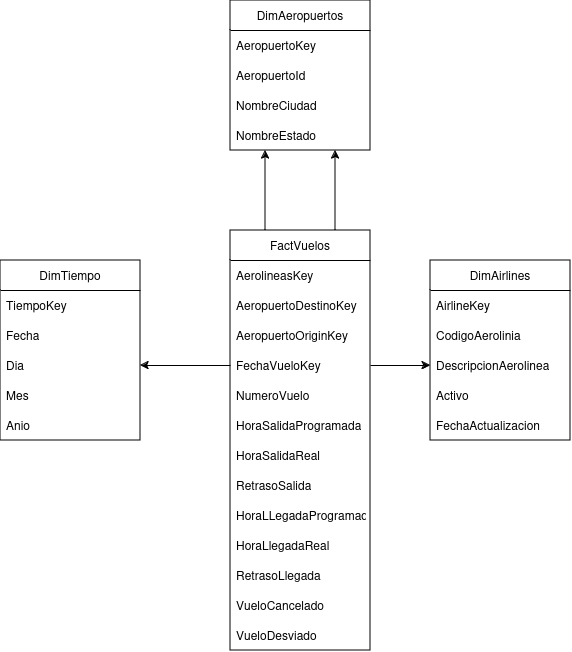 DimAeropuertos
AeropuertoKey
AeropuertoId
NombreCiudad
NombreEstado
DimTiempo
TiempoKey
Fecha
Dia
Mes
Anio
FactVuelos
AerolineasKey
AeropuertoDestinoKey
AeropuertoOriginKey
FechaVueloKey
NumeroVuelo
HoraSalidaProgramada
HoraSalidaReal
RetrasoSalida
HoraLLegadaProgramac
HoraLlegadaReal
RetrasoLlegada
VueloCancelado
VueloDesviado
DimAirlines
AirlineKey
CodigoAerolinia
DescripcionAerolinea
Activo
FechaActualizacion